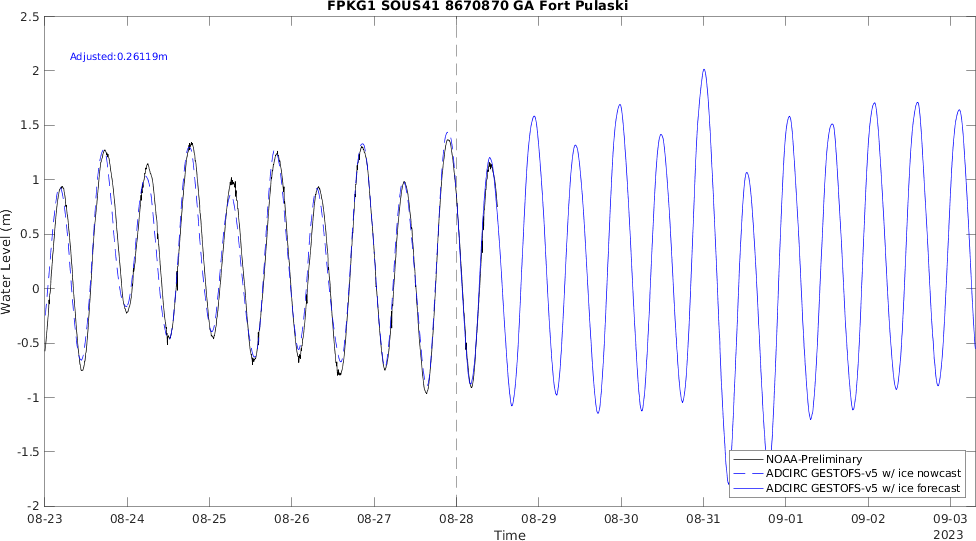 FPKG1 SOUS41 8670870 GA Fort Pulaski
Adjusted:0.26119m
Water Level (m)
2.5
2
1.5
1
0.5
0
-0.5
-1
-1.5
-2
NOAA-Preliminary
ADCIRC GESTOFS-v5 w/ ice nowcast
ADCIRC GESTOFS-v5 w/ ice forecast
08-23 08-24 08-25 08-26 08-27 08-28 08-29 08-30 08-31 09-01 09-02 09-03
Time
2023